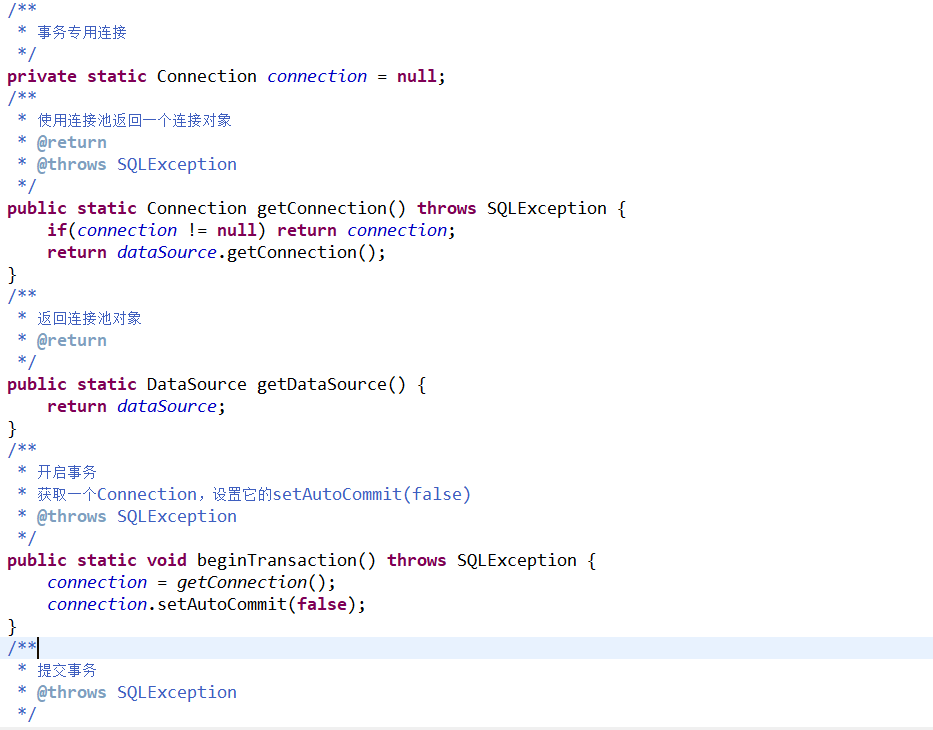 /**
 * 事务专用连接
 */
private static Connection connection = null;
/**
 * 使用连接池返回一个连接对象
 * @return
 * @throws SQLException
 */
public static Connection getConnection() throws SQLException {
    if(connection != null) return connection;
    return dataSource.getConnection();
}
/**
 * 返回连接池对象
 * @return
 */
public static DataSource getDataSource() {
    return dataSource;
}
/**
 * 开启事务
 * 获取一个Connection，设置它的setAutoCommit(false)
 * @throws SQLException
 */
public static void beginTransaction() throws SQLException {
    connection = getConnection();
    connection.setAutoCommit(false);
}
/**
 * 提交事务
 * @throws SQLException
 */